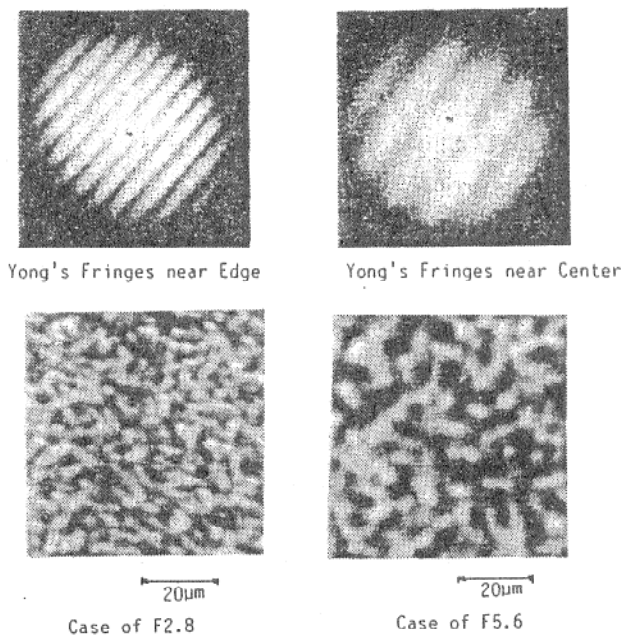 Yong's Fringes near Edge
Yong's Fringes near Center
20μm
20μm
Case of F2.8
Case of F5.6